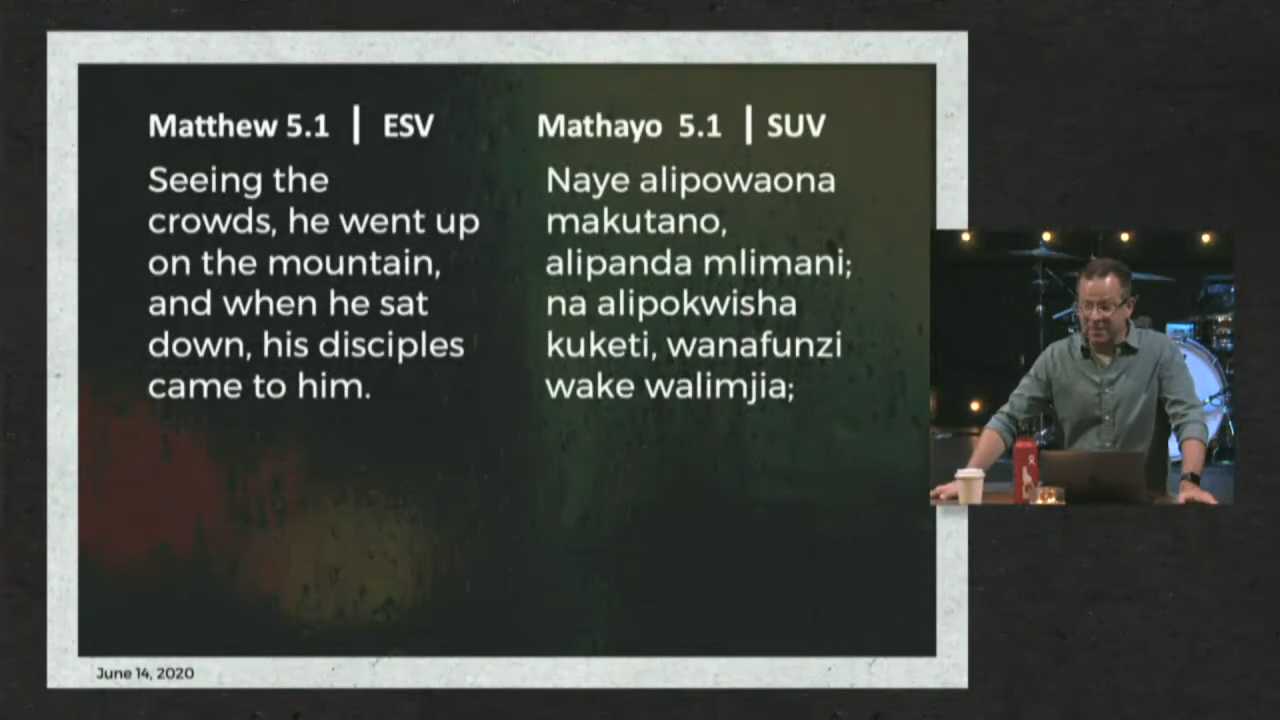 Matthew 5.1 | ESV
Seeing the
crowds, he went up
on the mountain,
and when he sat
down, his disciples
came to him.
Mathayo 5.1 | SUV
Naye alipowaona
makutano,
alipanda mlimani;
na alipokwisha
kuketi, wanafunzi
wake walimjia;
June 14, 2020